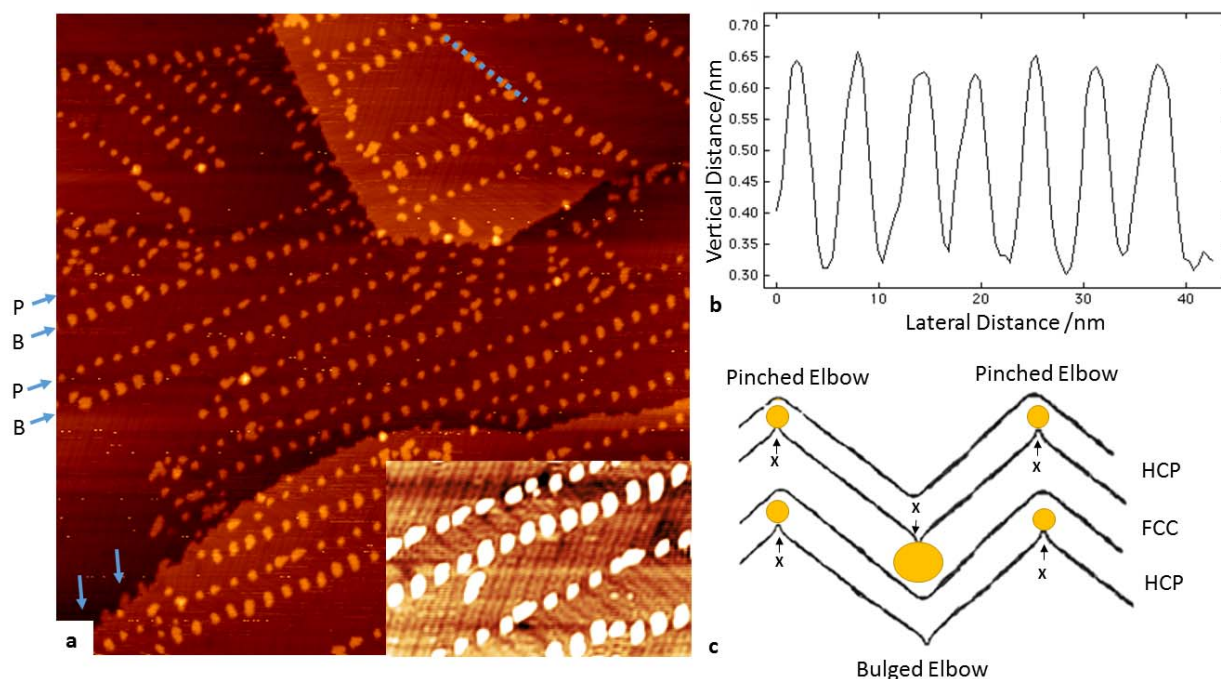 P
B
P
B
a
0.70
0.65
0.60
0.55
0.50
0.45
0.40
0.35
0.30
Vertical Distance/nm
0
10
20
30
40
Lateral Distance /nm
b
Pinched Elbow
Pinched Elbow
x
x
HCP
x
FCC
x
x
HCP
Bulged Elbow
c